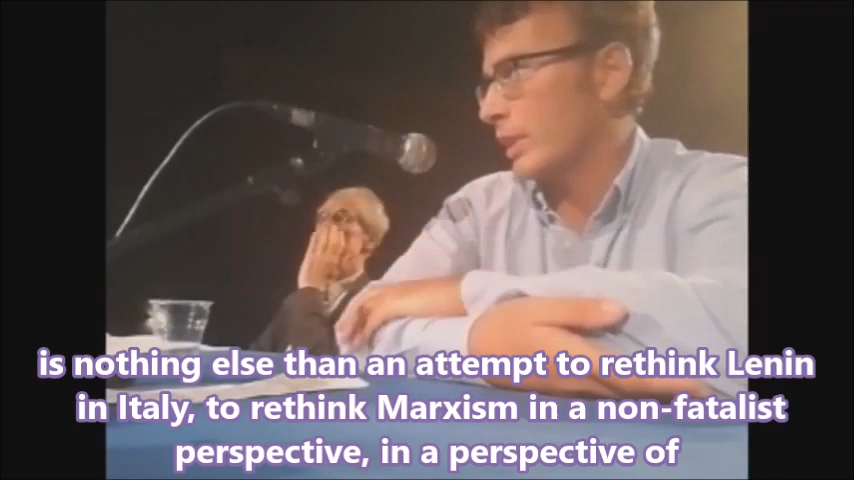 is nothing else than an attempt to rethink Lenin
in Italy, to rethink Marxism in a non-fatalist
perspective, in a perspective of